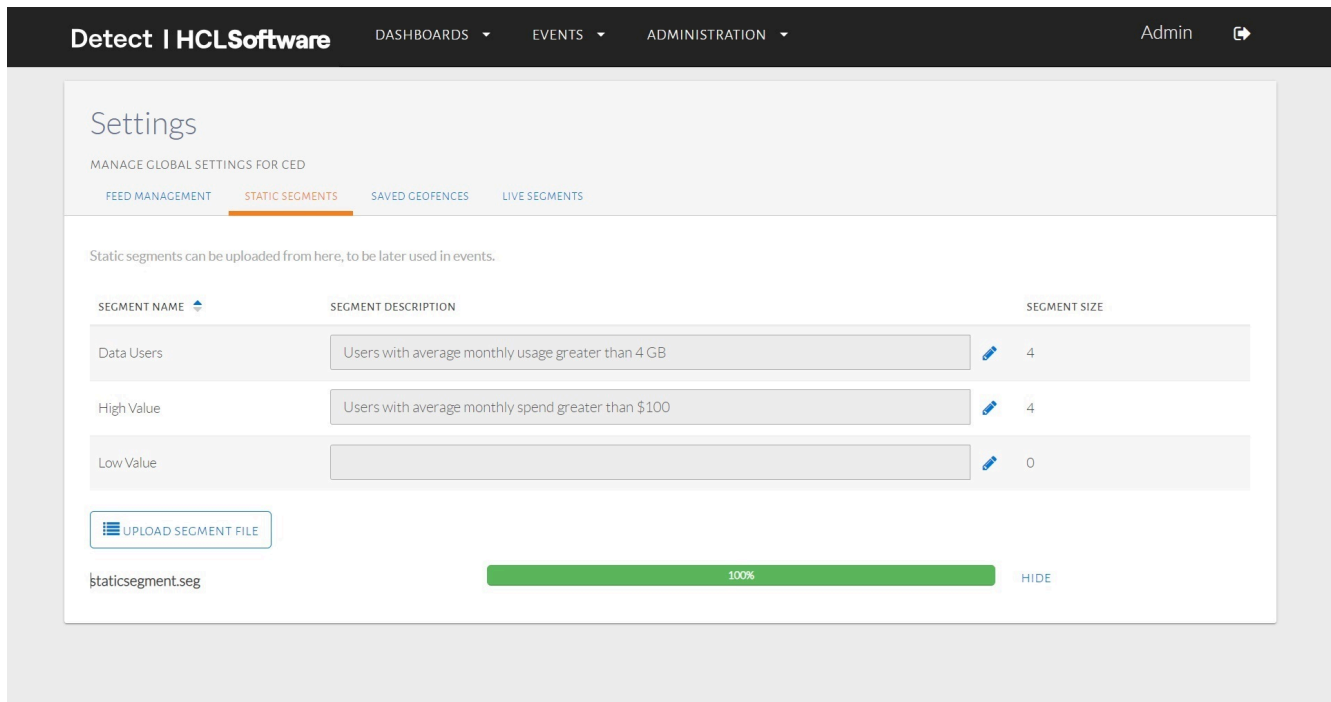 Detect | HCLSoftware DASHBOARDS EVENTS ADMINISTRATION Admin
Settings
MANAGE GLOBAL SETTINGS FOR CED
FEED MANAGEMENT STATIC SEGMENTS SAVED GEOFENCES LIVE SEGMENTS
Static segments can be uploaded from here, to be later used in events.
SEGMENT NAME SEGMENT DESCRIPTION SEGMENT SIZE
Data Users Users with average monthly usage greater than 4 GB 4
High Value Users with average monthly spend greater than $100 4
Low Value 0
UPLOAD SEGMENT FILE
staticsegment.seg 100% HIDE